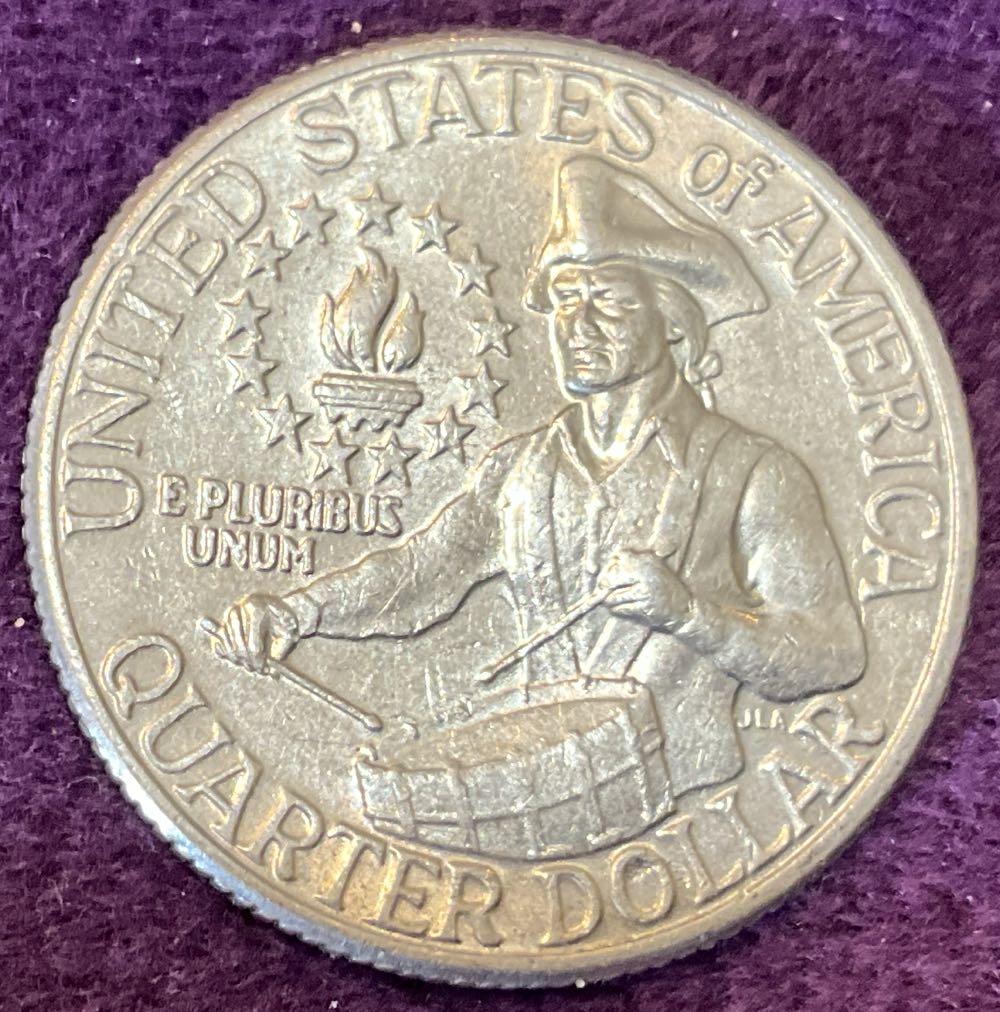 UNITED STATES of AMERICA
E PLURIBUS
UNUM
JLA
QUARTER DOLLAR